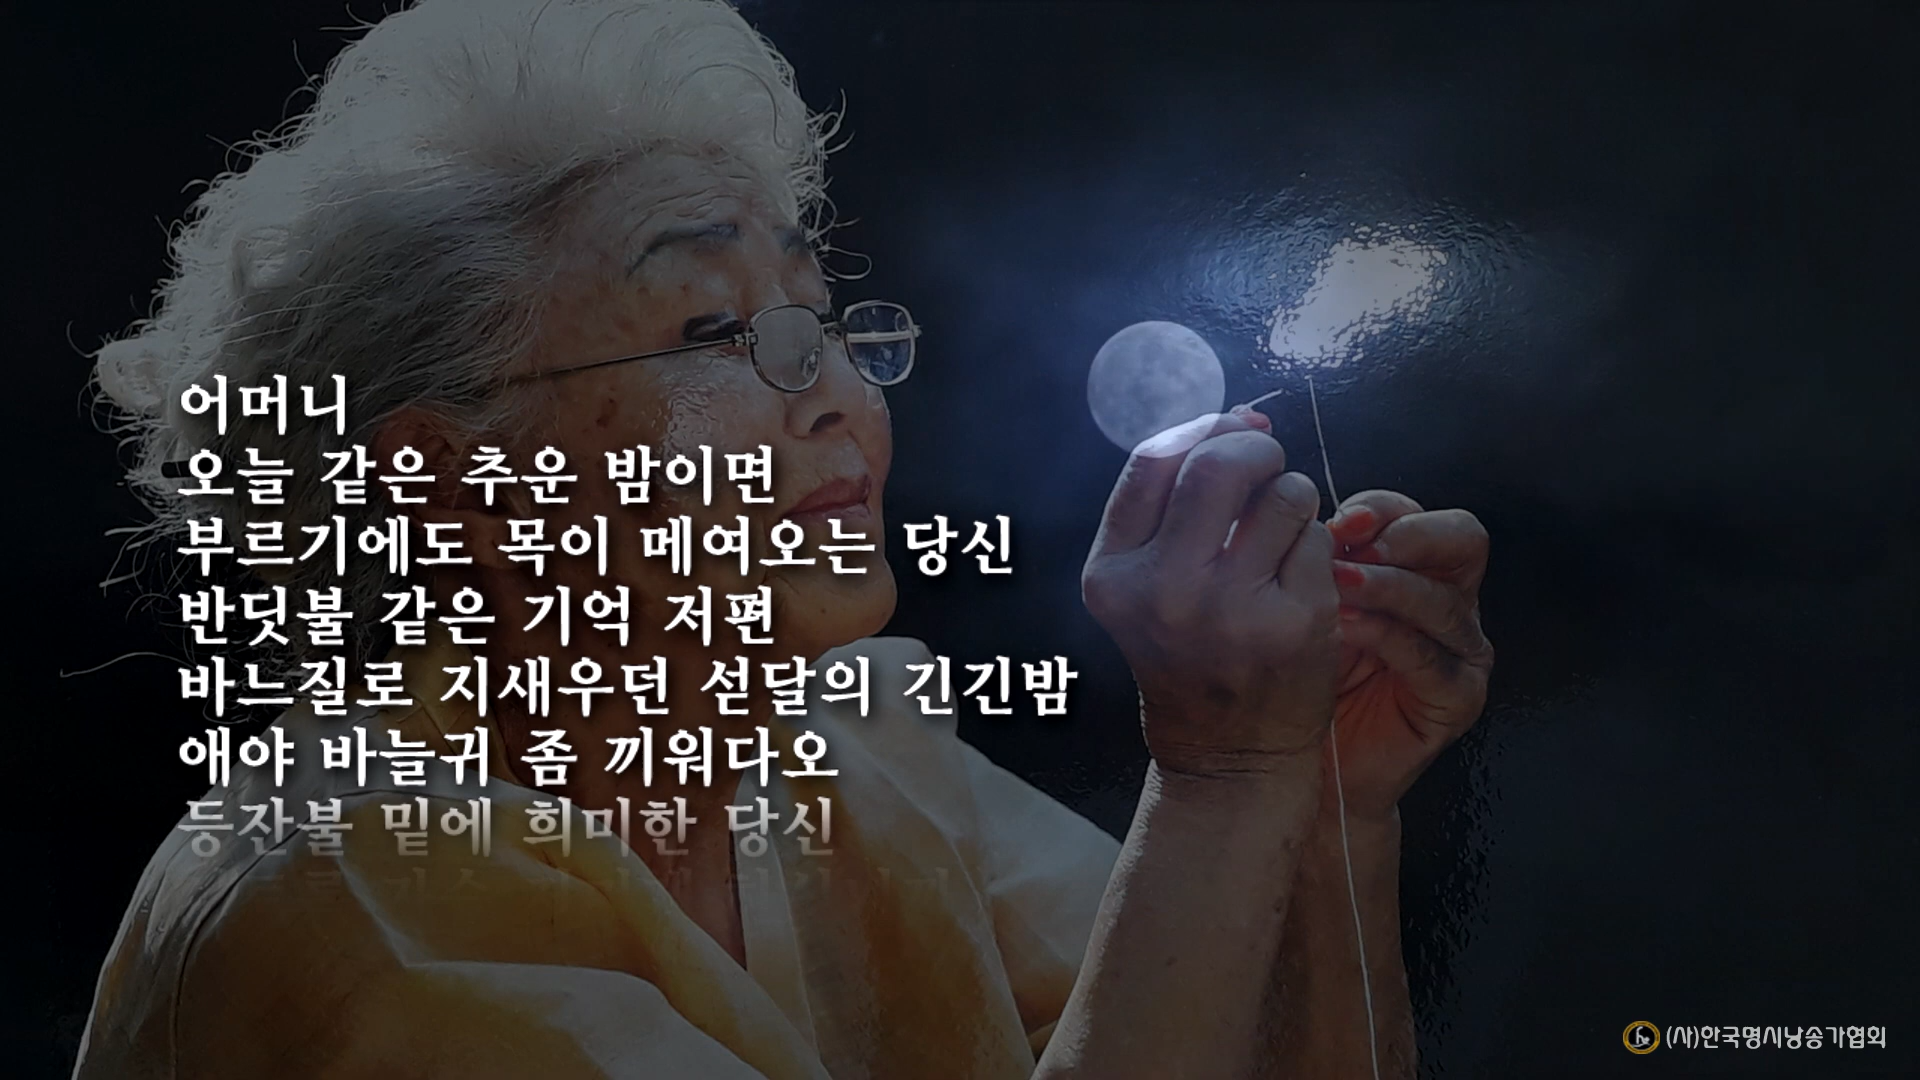 어머니
오늘 같은 추운 밤이면
부르기에도 목이 메여오는 당신
반딧불 같은 기억 저편
바느질로 지새우던 섣달의 긴긴밤
애야 바늘귀 좀 끼워다오
등잔불 밑에 희미한 당신
(사)한국명시낭송가협회